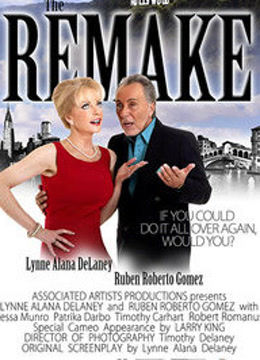 The
REMAKE
IF YOU COULD
DO IT ALL OVER AGAIN,
WOULD YOU?
Lynne Alana DeLaney
Ruben Roberto Gomez
ASSOCIATED ARTISTS PRODUCTIONS presents
LYNNE ALANA DELANEY and RUBEN ROBERTO GOMEZ with
essa Munro Patrika Darbo Timothy Carhart Robert Romanus
Special Cameo Appearance by LARRY KING
DIRECTOR OF PHOTOGRAPHY Timothy Delaney
ORIGINAL SCREENPLAY by Lynne Alana Delaney